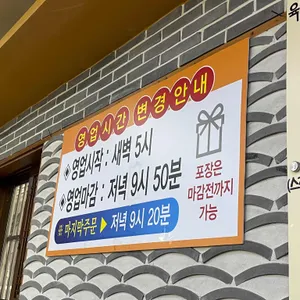 영업시간 변경안내
※영업시작 : 새벽 5시
※영업마감 : 저녁 9시 50분
※마지막주문 ▶ 저녁 9시 20분
포장은
마감전까지
가능
육